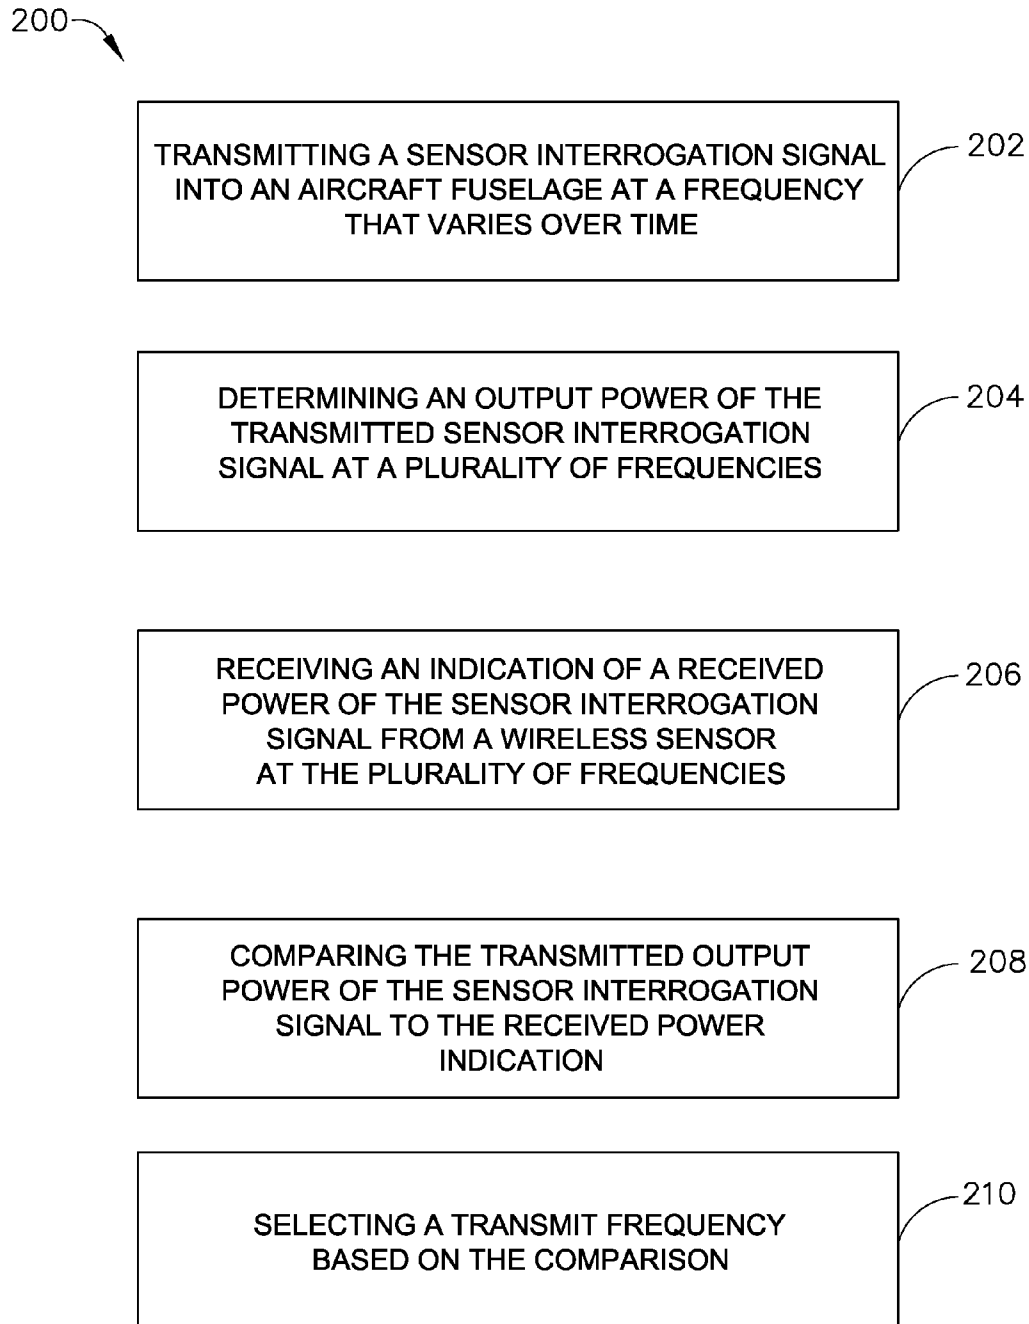 200
TRANSMITTING A SENSOR INTERROGATION SIGNAL
INTO AN AIRCRAFT FUSELAGE AT A FREQUENCY
THAT VARIES OVER TIME
202
DETERMINING AN OUTPUT POWER OF THE
TRANSMITTED SENSOR INTERROGATION
SIGNAL AT A PLURALITY OF FREQUENCIES
204
RECEIVING AN INDICATION OF A RECEIVED
POWER OF THE SENSOR INTERROGATION
SIGNAL FROM A WIRELESS SENSOR
AT THE PLURALITY OF FREQUENCIES
206
COMPARING THE TRANSMITTED OUTPUT
POWER OF THE SENSOR INTERROGATION
SIGNAL TO THE RECEIVED POWER
INDICATION
208
SELECTING A TRANSMIT FREQUENCY
BASED ON THE COMPARISON
210